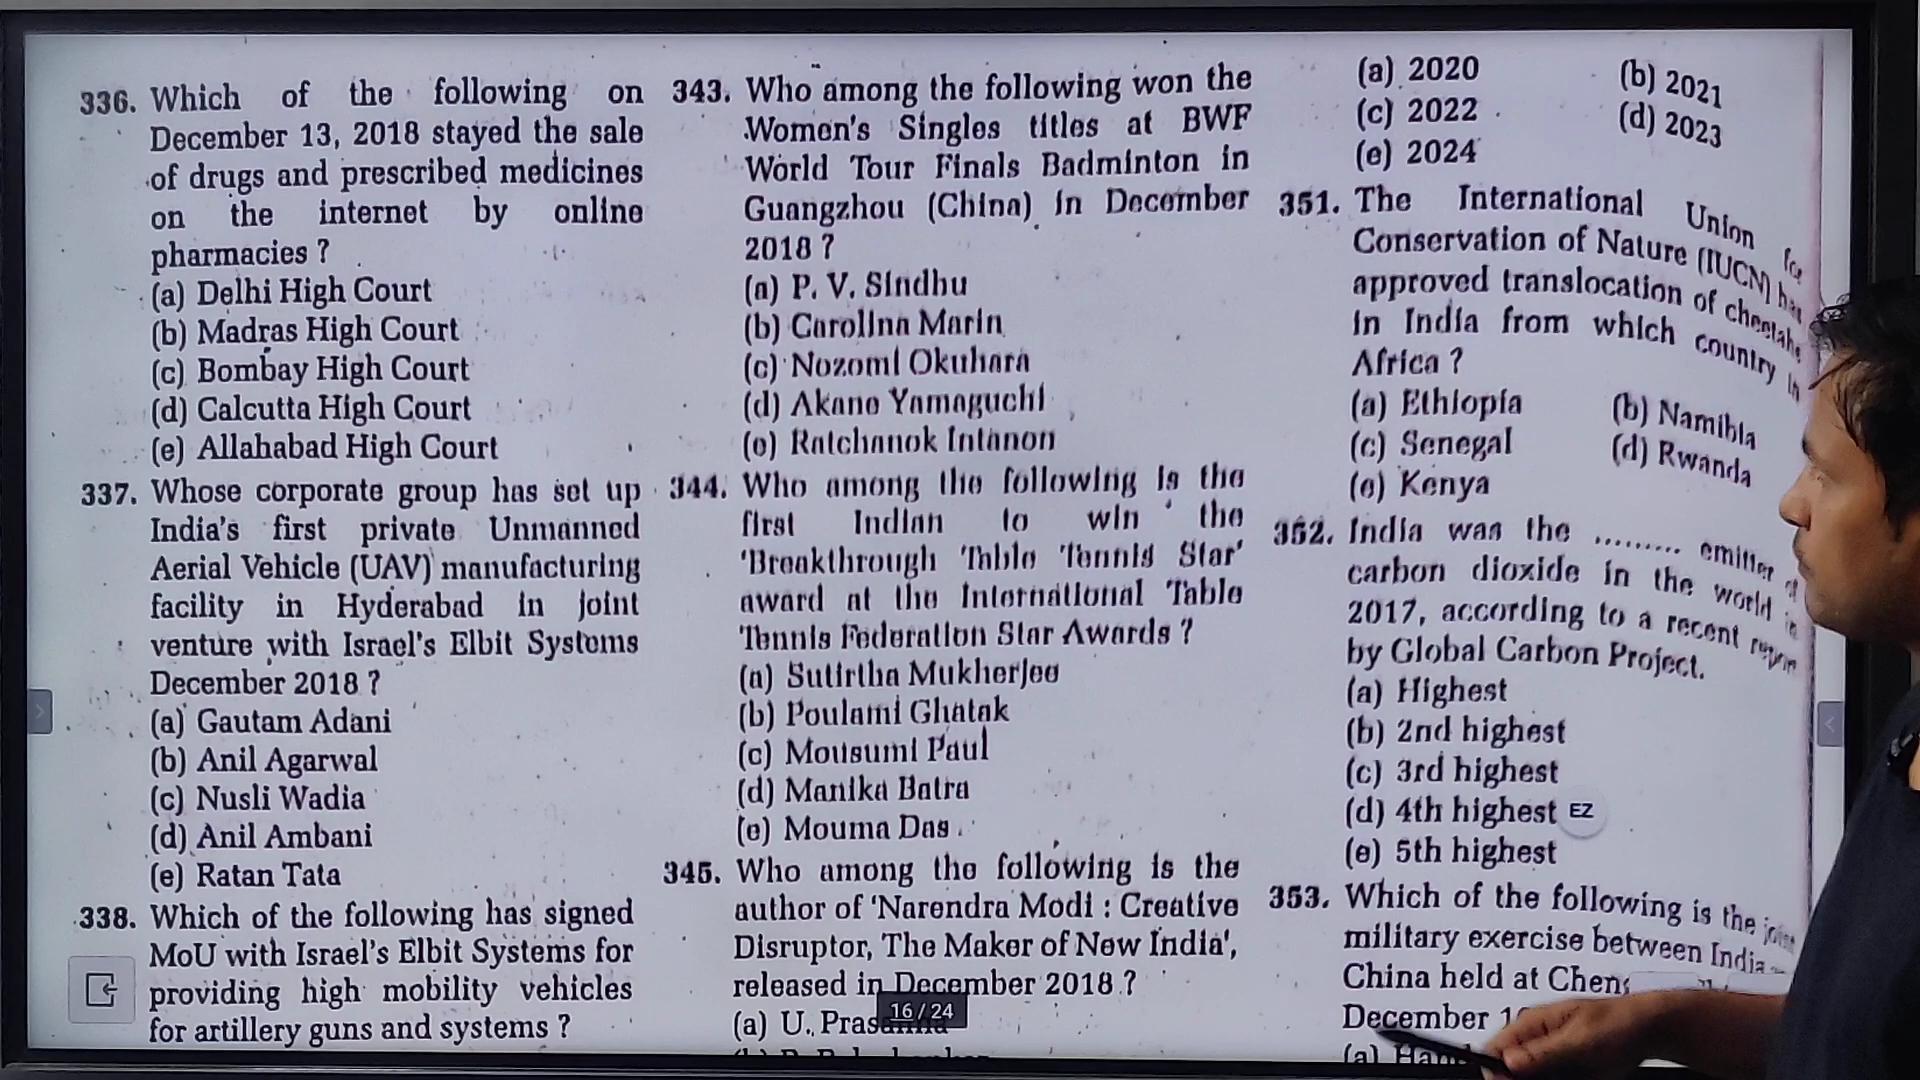 336. Which of the following on
December 13, 2018 stayed the sale
of drugs and prescribed medicines
on the internet by online
pharmacies ?
(a) Delhi High Court
(b) Madras High Court
(c) Bombay High Court
(d) Calcutta High Court
(e) Allahabad High Court
337. Whose corporate group has set up
India's first private Unmanned
Aerial Vehicle (UAV) manufacturing
facility in Hyderabad in joint
venture with Israel's Elbit Systems
December 2018 ?
(a) Gautam Adani
(b) Anil Agarwal
(c) Nusli Wadia
(d) Anil Ambani
(e) Ratan Tata
338. Which of the following has signed
MoU with Israel's Elbit Systems for
providing high mobility vehicles
for artillery guns and systems ?
343. Who among the following won the
Women's Singles titles at BWF
World Tour Finals Badminton in
Guangzhou (China) in December
2018 ?
(a) P. V. Sindhu
(b) Carolina Marin
(c) Nozomi Okuhara
(d) Akane Yamaguchi
(e) Ratchanok Intanon
344. Who among the following is the
first Indian to win the
'Breakthrough Table Tennis Star'
award at the International Table
Tennis Federation Star Awards ?
(a) Sutirtha Mukherjee
(b) Poulami Ghatak
(c) Mousumi Paul
(d) Manika Batra
(e) Mouma Das
345. Who among the following is the
author of 'Narendra Modi : Creative
Disruptor, The Maker of New India',
released in December 2018 ?
(a) U.
16 / 24
(a) 2020 (b) 2021
(c) 2022 (d) 2023
(e) 2024
351. The International Union for
Conservation of Nature (IUCN) has
approved translocation of cheetahs
in India from which country in
Africa ?
(a) Ethiopia (b) Namibia
(c) Senegal (d) Rwanda
(e) Kenya
352. India was the ......... emitter of
carbon dioxide in the world in
2017, according to a recent report
by Global Carbon Project.
(a) Highest
(b) 2nd highest
(c) 3rd highest
(d) 4th highest EZ
(e) 5th highest
353. Which of the following is the joint
military exercise between India
China held at
December
(a)